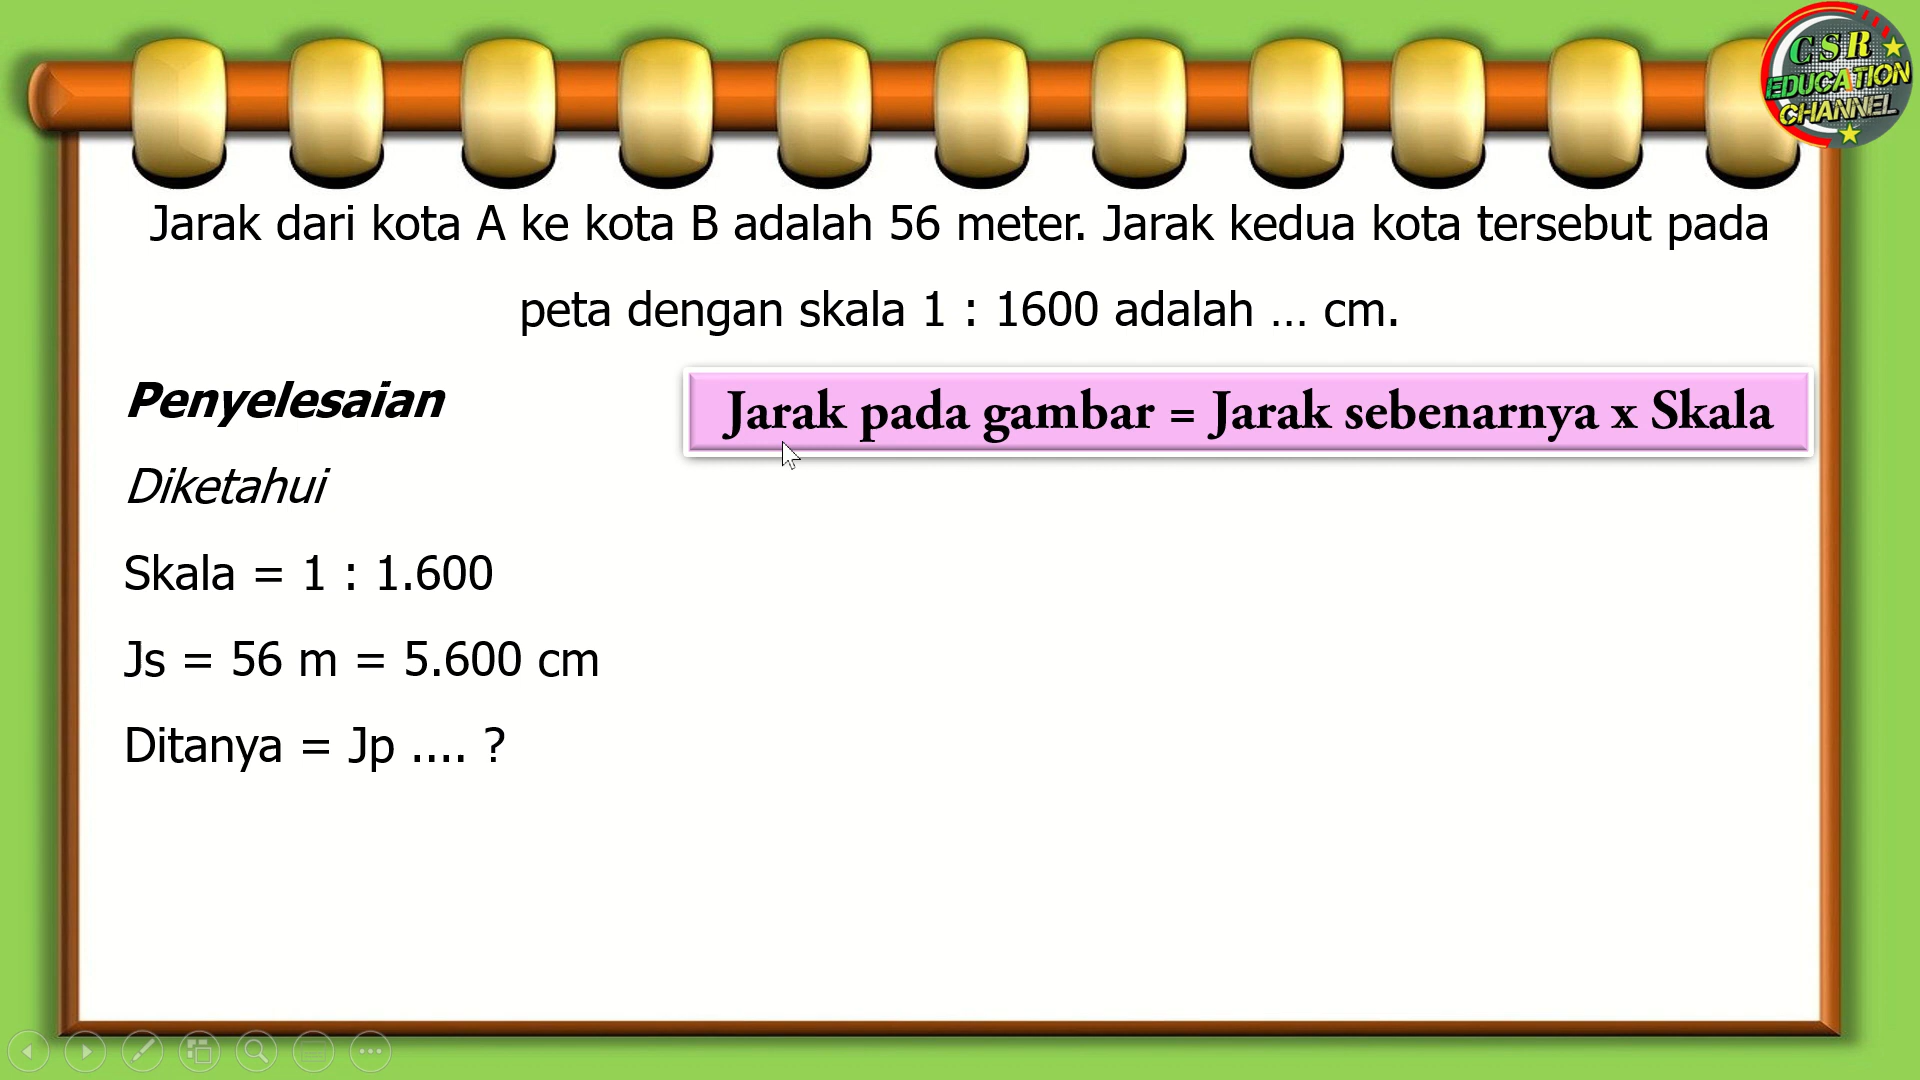 CSR
EDUCATION
CHANNEL
Jarak dari kota A ke kota B adalah 56 meter. Jarak kedua kota tersebut pada
peta dengan skala 1 : 1600 adalah ... cm.
Penyelesaian
Jarak pada gambar = Jarak sebenarnya x Skala
Diketahui
Skala = 1 : 1.600
Js = 56 m = 5.600 cm
Ditanya = Jp .... ?